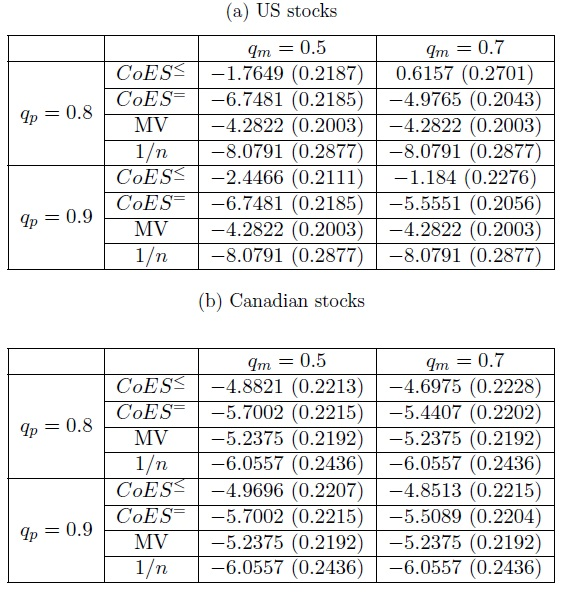 (a) US stocks
q_m = 0.5 q_m = 0.7
q_p = 0.8
CoES≤ −1.7649 (0.2187) 0.6157 (0.2701)
CoES= −6.7481 (0.2185) −4.9765 (0.2043)
MV −4.2822 (0.2003) −4.2822 (0.2003)
1/n −8.0791 (0.2877) −8.0791 (0.2877)
q_p = 0.9
CoES≤ −2.4466 (0.2111) −1.184 (0.2276)
CoES= −6.7481 (0.2185) −5.5551 (0.2056)
MV −4.2822 (0.2003) −4.2822 (0.2003)
1/n −8.0791 (0.2877) −8.0791 (0.2877)
(b) Canadian stocks
q_m = 0.5 q_m = 0.7
q_p = 0.8
CoES≤ −4.8821 (0.2213) −4.6975 (0.2228)
CoES= −5.7002 (0.2215) −5.4407 (0.2202)
MV −5.2375 (0.2192) −5.2375 (0.2192)
1/n −6.0557 (0.2436) −6.0557 (0.2436)
q_p = 0.9
CoES≤ −4.9696 (0.2207) −4.8513 (0.2215)
CoES= −5.7002 (0.2215) −5.5089 (0.2204)
MV −5.2375 (0.2192) −5.2375 (0.2192)
1/n −6.0557 (0.2436) −6.0557 (0.2436)